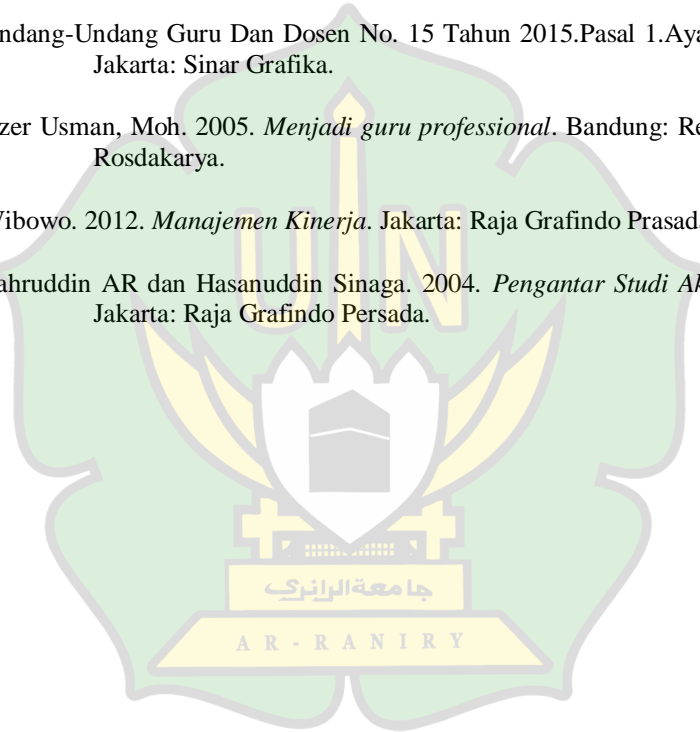 ndang-Undang Guru Dan Dosen No. 15 Tahun 2015.Pasal 1.Aya
Jakarta: Sinar Grafika.
zer Usman, Moh. 2005. Menjadi guru professional. Bandung: Re
Rosdakarya.
Vibowo. 2012. Manajemen Kinerja. Jakarta: Raja Grafindo Prasad
ahruddin AR dan Hasanuddin Sinaga. 2004. Pengantar Studi Ak
Jakarta: Raja Grafindo Persada.
UIN
جامعة الرانري
AR-RANIRY